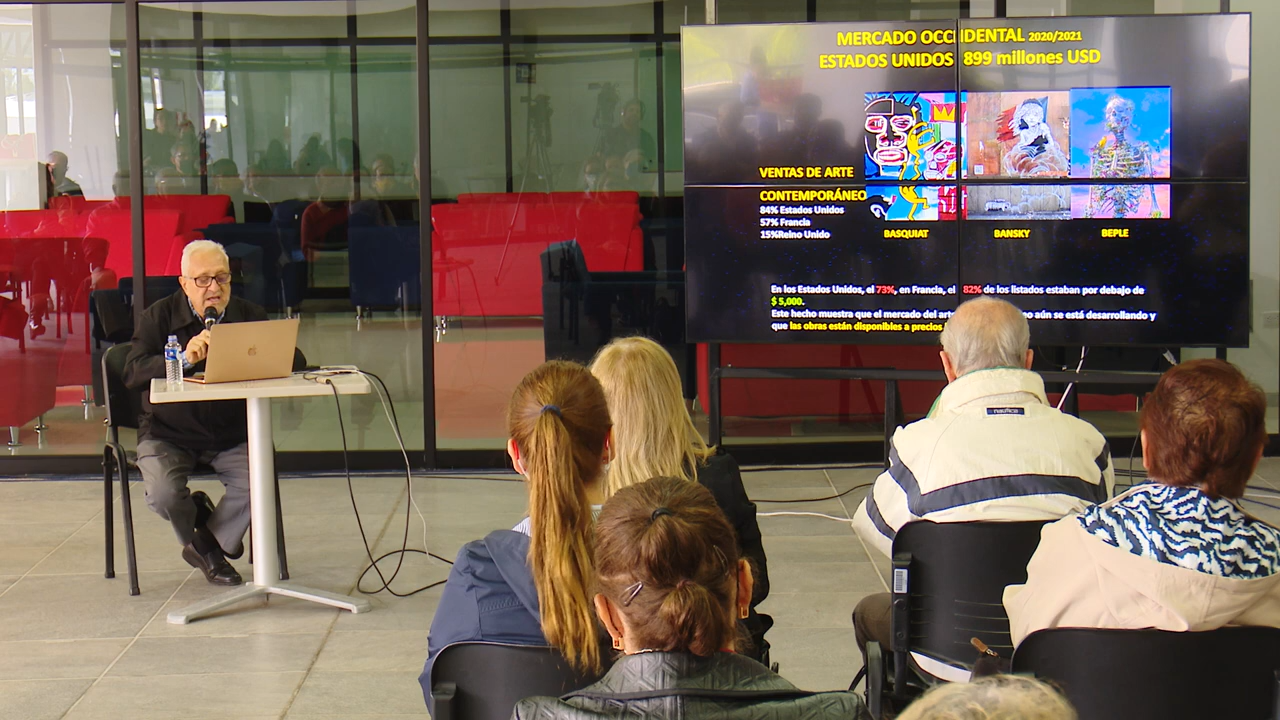 MERCADO OCCIDENTAL 2020/2021
ESTADOS UNIDOS 899 millones USD
VENTAS DE ARTE
CONTEMPORÁNEO
84% Estados Unidos
57% Francia
15%Reino Unido
BASQUIAT BANSKY BEPLE
En los Estados Unidos, el 73%, en Francia, el 82% de los listados estaban por debajo de
$ 5,000.
Este hecho muestra que el mercado del arte no aún se está desarrollando y
que las obras están disponibles a precios
nautica